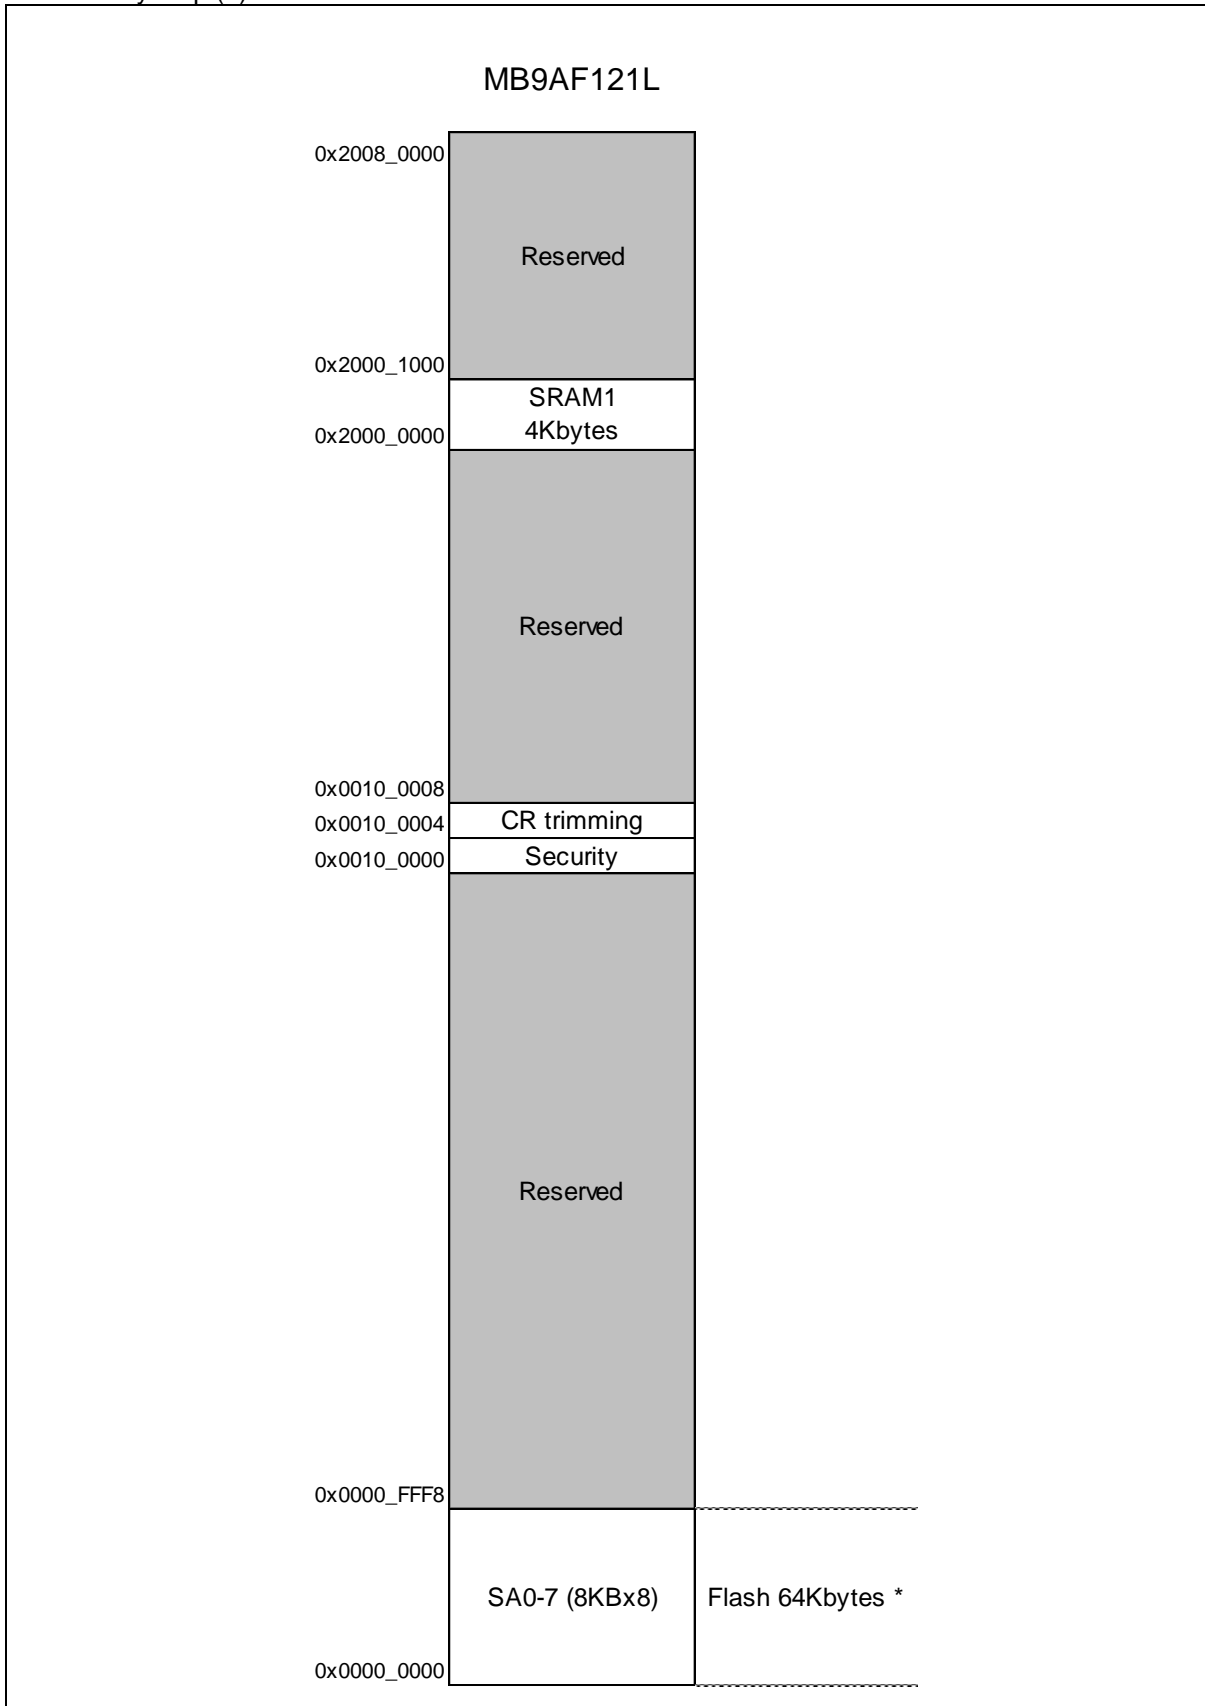 MB9AF121L
0x2008_0000
Reserved
0x2000_1000
SRAM1
4Kbytes
0x2000_0000
Reserved
0x0010_0008
CR trimming
0x0010_0004
Security
0x0010_0000
Reserved
0x0000_FFF8
SA0-7 (8KBx8) Flash 64Kbytes *
0x0000_0000